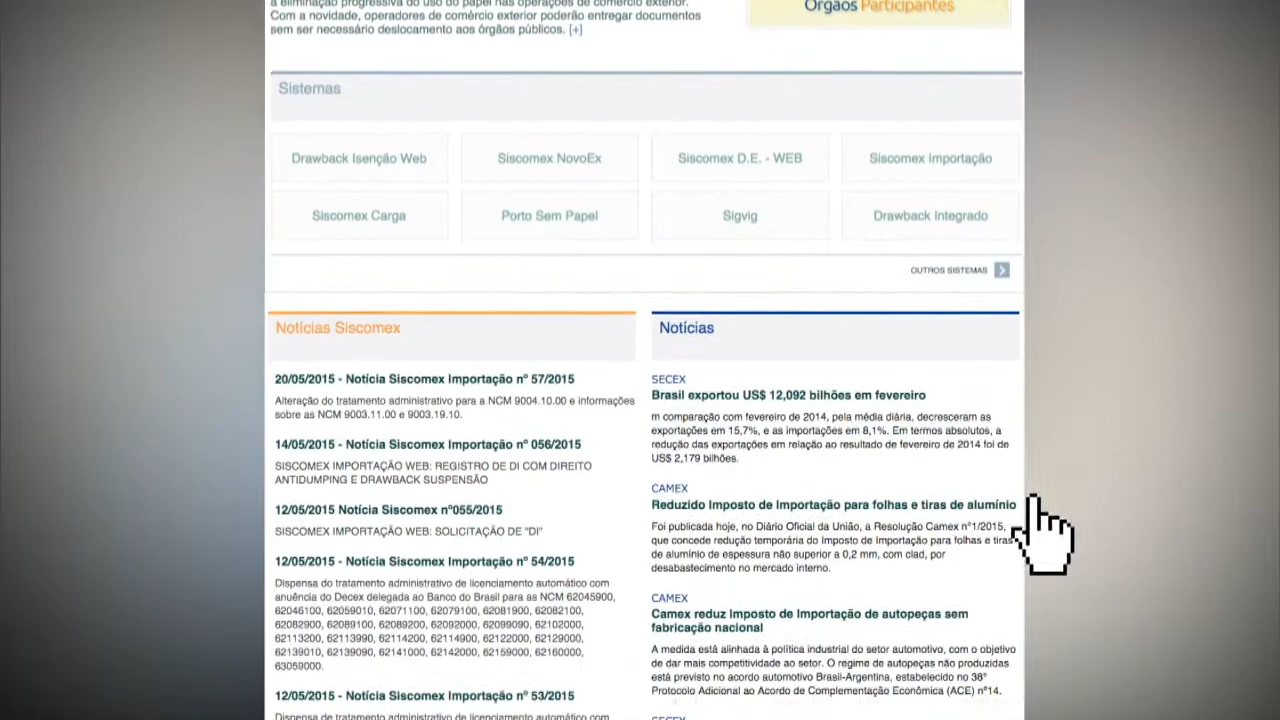 a eliminação progressiva do uso do papel nas operações de comércio exterior.
Com a novidade, operadores de comércio exterior poderão entregar documentos
sem ser necessário deslocamento aos órgãos públicos. [+]
Órgãos Participantes
Sistemas
Drawback Isenção Web
Siscomex NovoEx
Siscomex D.E. - WEB
Siscomex Importação
Siscomex Carga
Porto Sem Papel
Sigvig
Drawback Integrado
OUTROS SISTEMAS
Notícias Siscomex
20/05/2015 - Notícia Siscomex Importação nº 57/2015
Alteração do tratamento administrativo para a NCM 9004.10.00 e informações
sobre as NCM 9003.11.00 e 9003.19.10.
14/05/2015 - Notícia Siscomex Importação nº 056/2015
SISCOMEX IMPORTAÇÃO WEB: REGISTRO DE DI COM DIREITO
ANTIDUMPING E DRAWBACK SUSPENSÃO
12/05/2015 Notícia Siscomex nº055/2015
SISCOMEX IMPORTAÇÃO WEB: SOLICITAÇÃO DE "DI"
12/05/2015 - Notícia Siscomex Importação nº 54/2015
Dispensa do tratamento administrativo de licenciamento automático com
anuência do Decex delegada ao Banco do Brasil para as NCM 62045900,
62046100, 62059010, 62071100, 62079100, 62081900, 62082100,
62082900, 62089100, 62089200, 62092000, 62099090, 62102000,
62113200, 62113990, 62114200, 62114900, 62122000, 62129000,
62139010, 62139090, 62141000, 62142000, 62159000, 62160000,
63059000.
12/05/2015 - Notícia Siscomex Importação nº 53/2015
Dispensa de tratamento administrativo de licenciamento automático com
Notícias
SECEX
Brasil exportou US$ 12,092 bilhões em fevereiro
m comparação com fevereiro de 2014, pela média diária, decresceram as
exportações em 15,7%, e as importações em 8,1%. Em termos absolutos, a
redução das exportações em relação ao resultado de fevereiro de 2014 foi de
US$ 2,179 bilhões.
CAMEX
Reduzido Imposto de Importação para folhas e tiras de alumínio
Foi publicada hoje, no Diário Oficial da União, a Resolução Camex nº1/2015,
que concede redução temporária do Imposto de Importação para folhas e tiras
de alumínio de espessura não superior a 0,2 mm, com clad, por
desabastecimento no mercado interno.
CAMEX
Camex reduz Imposto de Importação de autopeças sem
fabricação nacional
A medida está alinhada à política industrial do setor automotivo, com o objetivo
de dar mais competitividade ao setor. O regime de autopeças não produzidas
está previsto no acordo automotivo Brasil-Argentina, estabelecido no 38º
Protocolo Adicional ao Acordo de Complementação Econômica (ACE) nº14.
SECEX